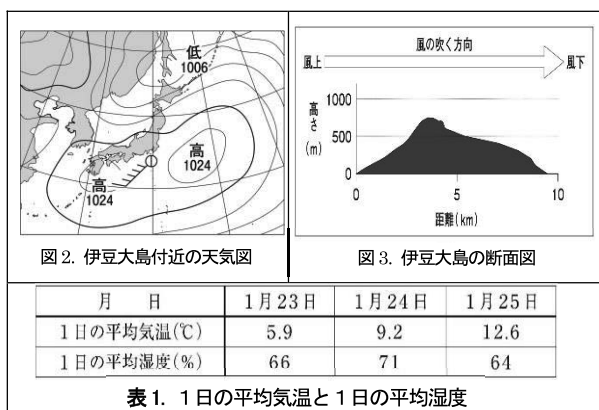 低
1006
高
1024
高
1024
図2. 伊豆大島付近の天気図
風の吹く方向
風上
風下
高さ(m)
1000
500
0
0
5
10
距離(km)
図3. 伊豆大島の断面図
月 日 1月23日 1月24日 1月25日
1日の平均気温(℃) 5.9 9.2 12.6
1日の平均湿度(%) 66 71 64
表1. 1日の平均気温と1日の平均湿度